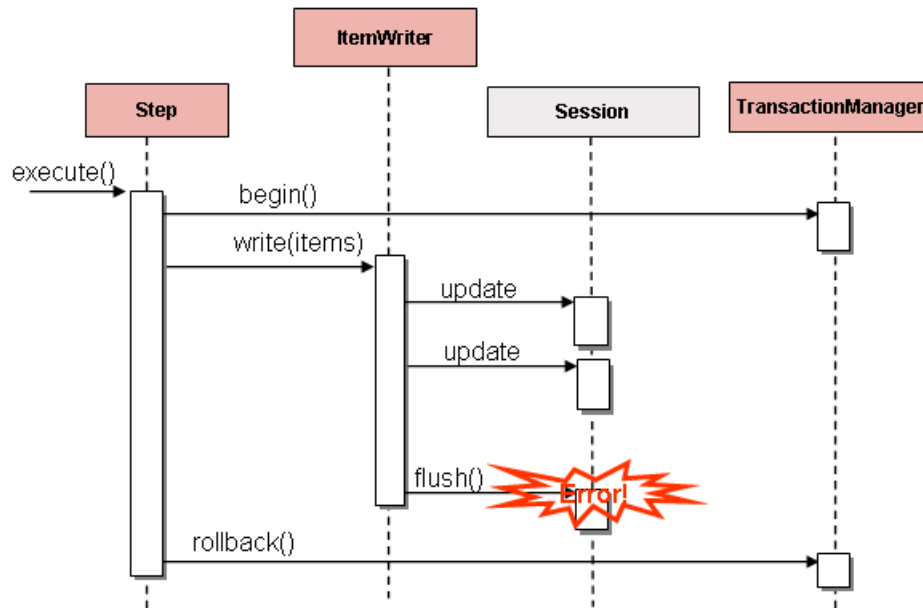 ItemWriter
Step
Session
TransactionManager
execute()
begin()
write(items)
update
update
flush()
Error!
rollback()